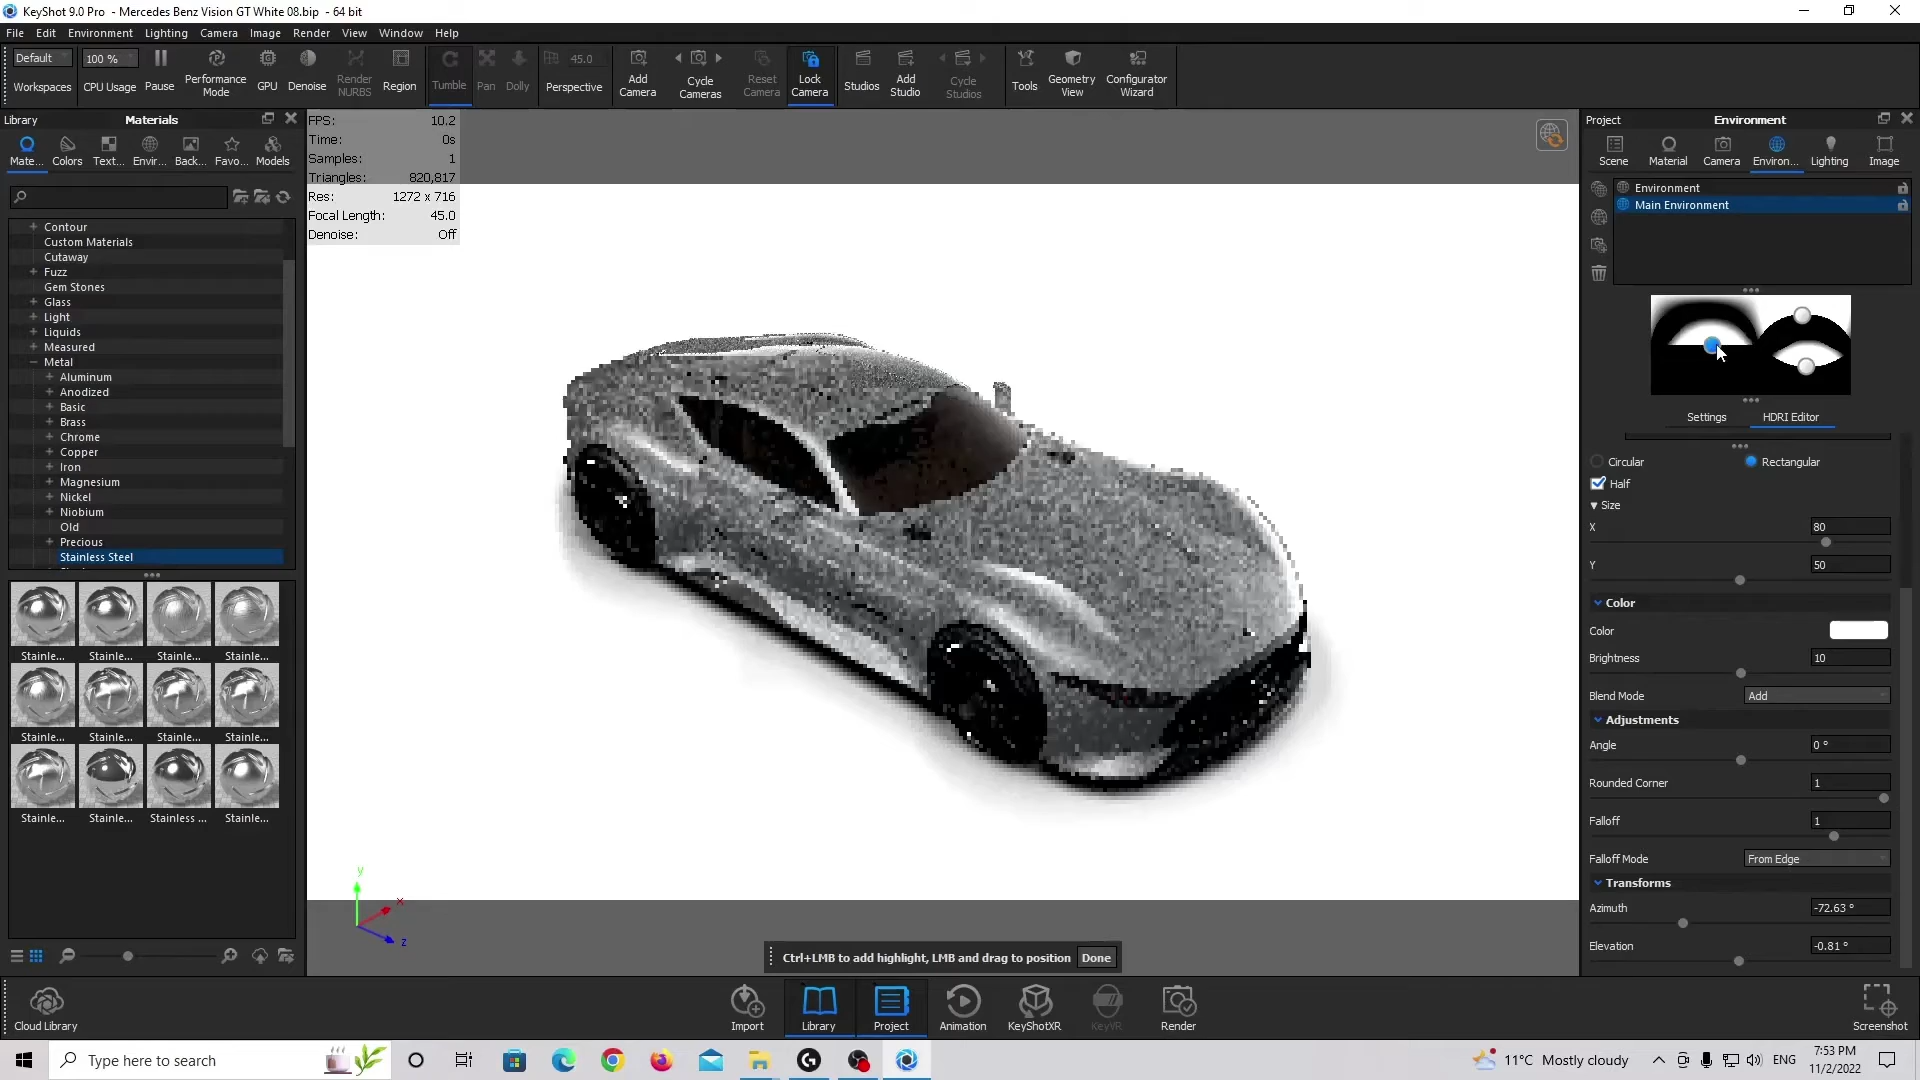 KeyShot 9.0 Pro  - Mercedes Benz Vision GT White 08.bip  - 64 bit
File Edit Environment Lighting Camera Image Render View Window Help
Default
Workspaces
100 %
CPU Usage
Pause
Performance
Mode
GPU
Denoise
Render
NURBS
Region
Tumble
Pan
Dolly
45.0
Perspective
Add
Camera
Cycle
Cameras
Reset
Camera
Lock
Camera
Studios
Add
Studio
Cycle
Studios
Tools
Geometry
View
Configurator
Wizard
Library
Materials
Mate... Colors Text... Envir... Back... Favo... Models
Contour
Custom Materials
Cutaway
Fuzz
Gem Stones
Glass
Light
Liquids
Measured
Metal
Aluminum
Anodized
Basic
Brass
Chrome
Copper
Iron
Magnesium
Nickel
Niobium
Old
Precious
Stainless Steel
Stainle... Stainle... Stainle... Stainle...
Stainle... Stainle... Stainle... Stainle...
Stainle... Stainle... Stainless ... Stainle...
FPS: 10.2
Time: 0s
Samples: 1
Triangles: 820,817
Res: 1272 x 716
Focal Length: 45.0
Denoise: Off
y
x
z
Ctrl+LMB to add highlight, LMB and drag to position Done
Project
Environment
Scene Material Camera Environ... Lighting Image
Environment
Main Environment
Settings HDRI Editor
Circular Rectangular
Half
Size
X 80
Y 50
Color
Color
Brightness 10
Blend Mode Add
Adjustments
Angle 0 °
Rounded Corner 1
Falloff 1
Falloff Mode From Edge
Transforms
Azimuth -72.63 °
Elevation -0.81 °
Cloud Library
Import
Library
Project
Animation
KeyShotXR
KeyVR
Render
Screenshot
Type here to search
11°C Mostly cloudy
ENG
7:53 PM
11/2/2022